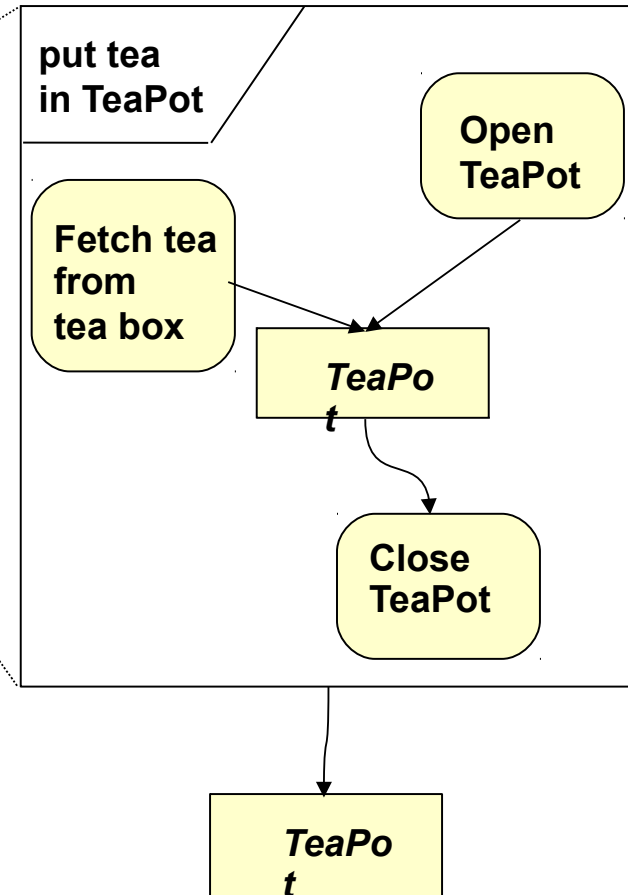 put tea
in TeaPot
Open
TeaPot
Fetch tea
from
tea box
TeaPo
t
Close
TeaPot
TeaPo
t